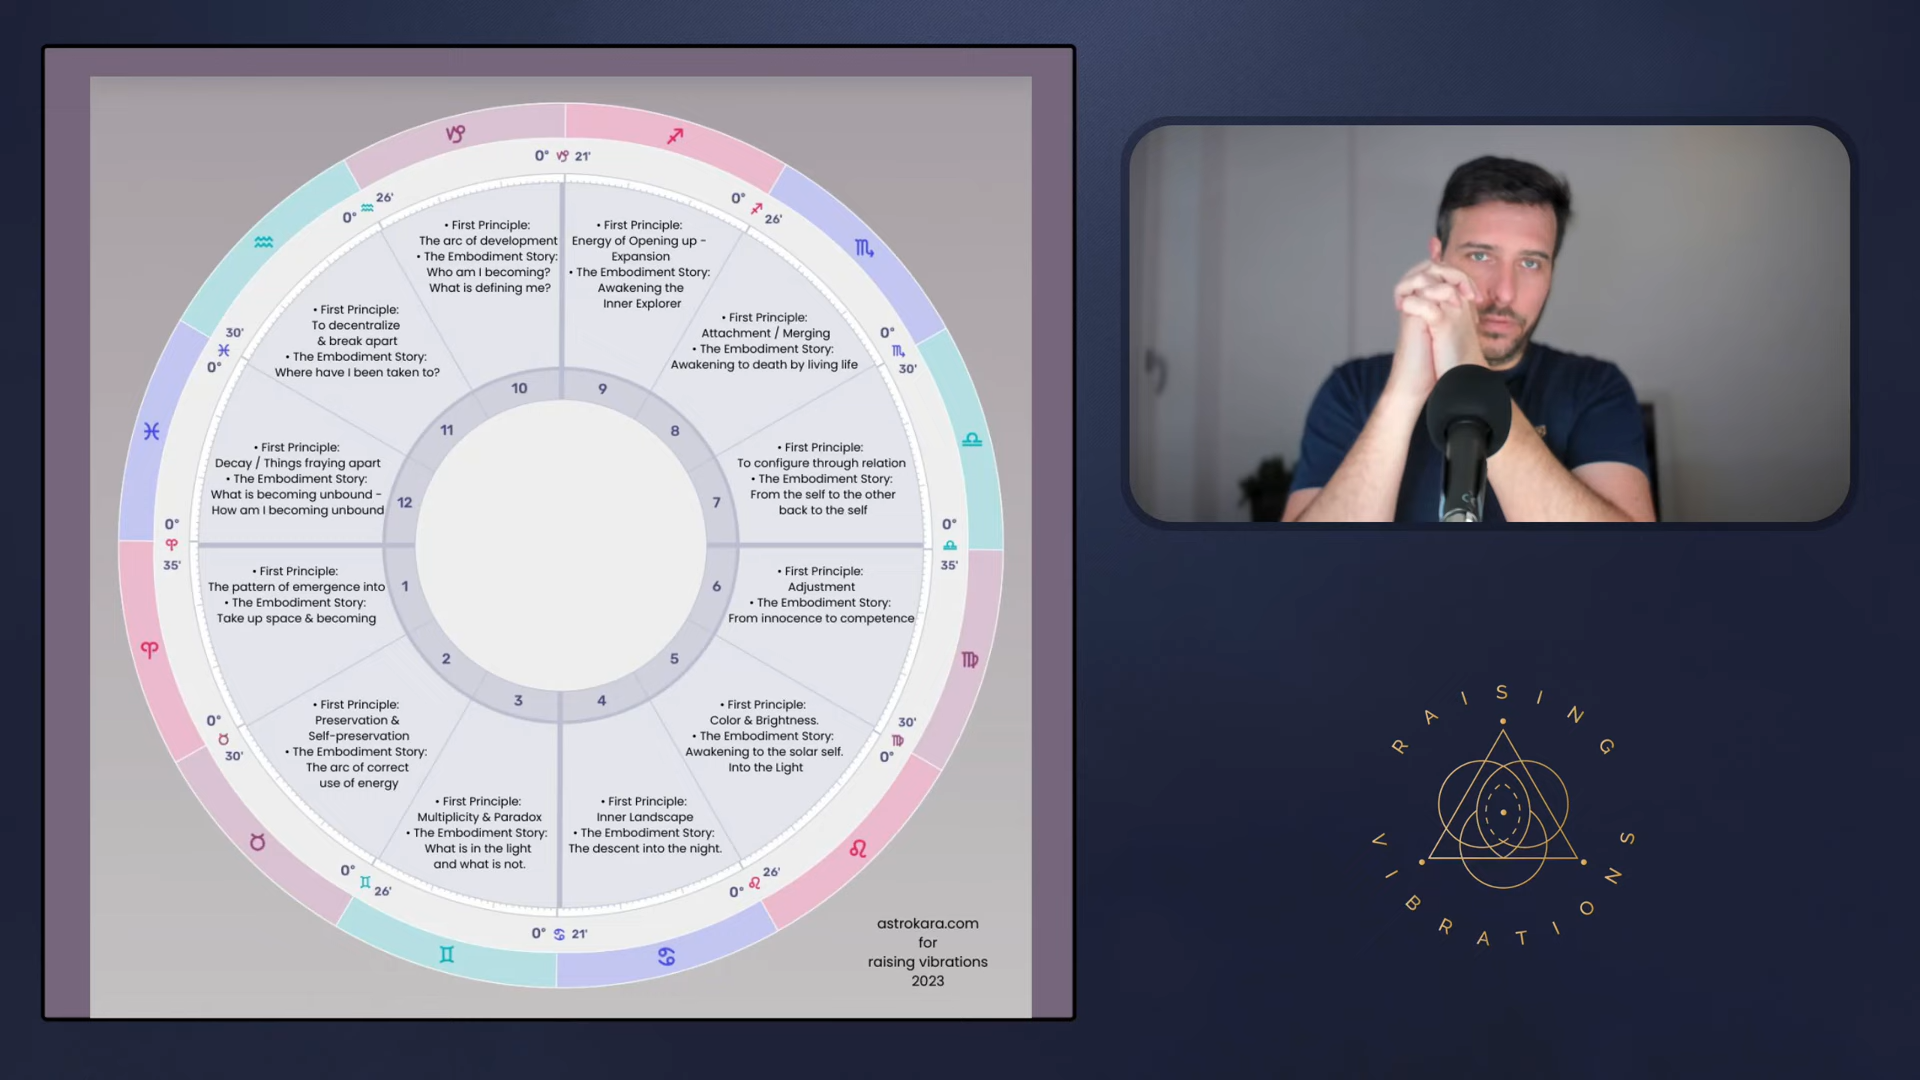 ♑
♐
0° ♑ 21'
0° ♒ 26'
0° ♐ 26'
♒
♏
• First Principle:
The arc of development
• The Embodiment Story:
Who am I becoming?
What is defining me?
• First Principle:
Energy of Opening up -
Expansion
• The Embodiment Story:
Awakening the
Inner Explorer
• First Principle:
To decentralize
& break apart
• The Embodiment Story:
Where have I been taken to?
• First Principle:
Attachment / Merging
• The Embodiment Story:
Awakening to death by living life
30'
♓
0°
0°
♏
30'
10
9
11
8
♓
♎
• First Principle:
Decay / Things fraying apart
• The Embodiment Story:
What is becoming unbound -
How am I becoming unbound
12
7
• First Principle:
To configure through relation
• The Embodiment Story:
From the self to the other
back to the self
0°
♈
35'
0°
♎
35'
• First Principle:
The pattern of emergence into
• The Embodiment Story:
Take up space & becoming
1
6
• First Principle:
Adjustment
• The Embodiment Story:
From innocence to competence
♈
♍
2
5
3
4
• First Principle:
Preservation &
Self-preservation
• The Embodiment Story:
The arc of correct
use of energy
• First Principle:
Color & Brightness.
• The Embodiment Story:
Awakening to the solar self.
Into the Light
0°
♉
30'
30'
♍
0°
• First Principle:
Multiplicity & Paradox
• The Embodiment Story:
What is in the light
and what is not.
• First Principle:
Inner Landscape
• The Embodiment Story:
The descent into the night.
♉
♌
0° ♊ 26'
0° ♌ 26'
0° ♋ 21'
♊
♋
astrokara.com
for
raising vibrations
2023
RAISING
VIBRATIONS